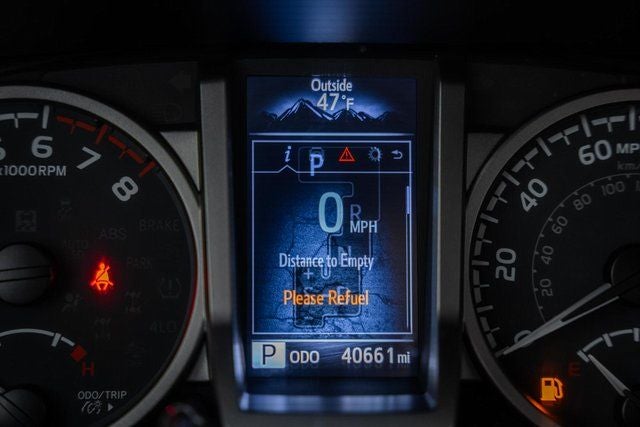 Outside
47°F
i
P
0 MPH
R
N
Distance to Empty
Please Refuel
P ODO 40661 mi
6 7 8
x1000RPM
ABS
BRAKE
PARK
4LO
H
ODO/TRIP
0 20 40 60 MPH
20 40 60 80 100
km/
E